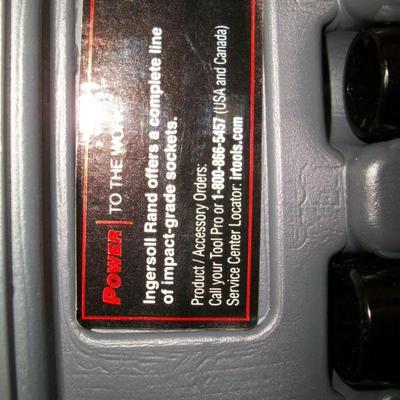 POWER TO THE WORK
Ingersoll Rand offers a complete line
of impact-grade sockets.
Product / Accessory Orders:
Call your Tool Pro or 1-800-866-5457 (USA and Canada)
Service Center Locator: irtools.com